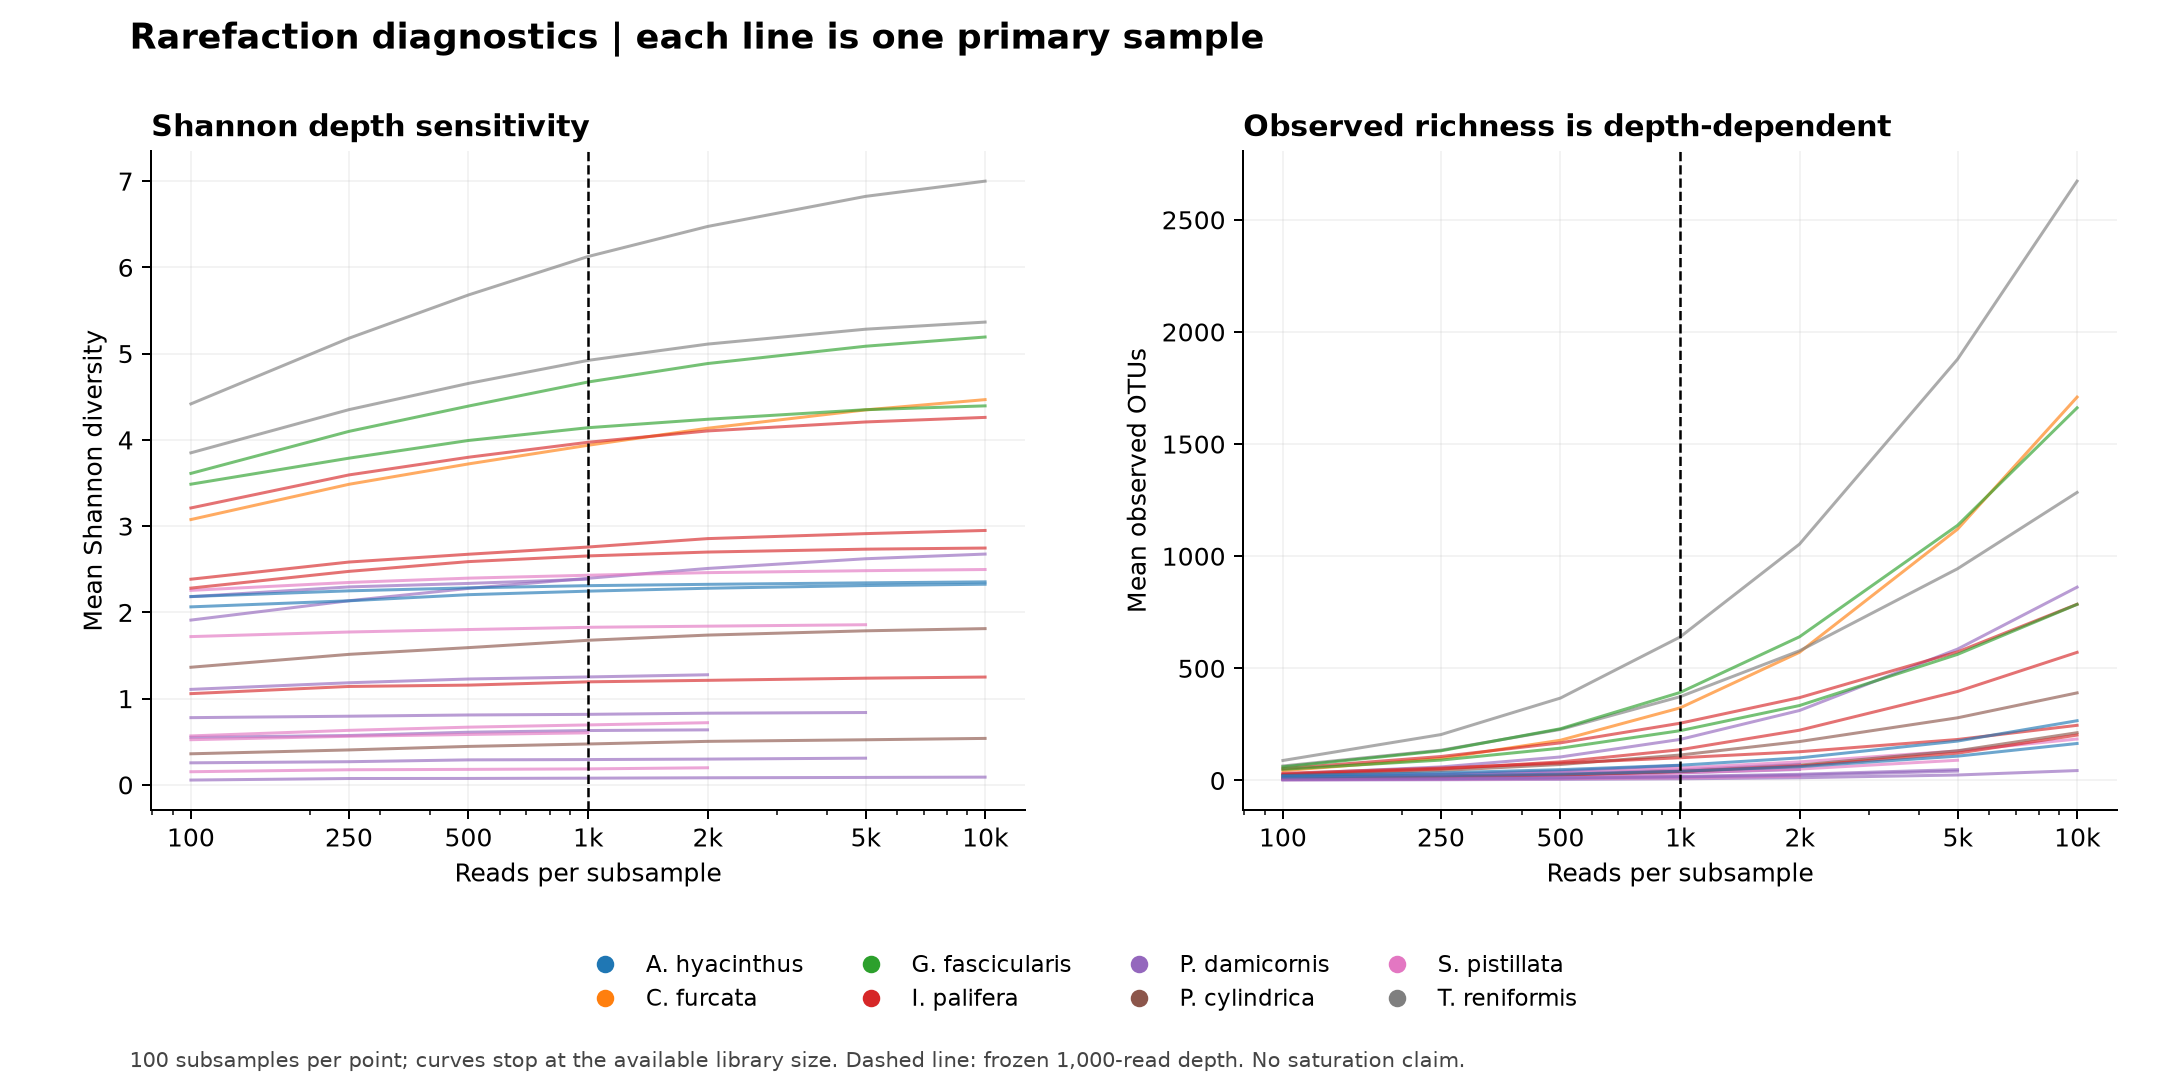 Rarefaction diagnostics | each line is one primary sample
Shannon depth sensitivity
Mean Shannon diversity
7
6
5
4
3
2
1
0
100 250 500 1k 2k 5k 10k
Reads per subsample
Observed richness is depth-dependent
Mean observed OTUs
2500
2000
1500
1000
500
0
100 250 500 1k 2k 5k 10k
Reads per subsample
A. hyacinthus G. fascicularis P. damicornis S. pistillata
C. furcata I. palifera P. cylindrica T. reniformis
100 subsamples per point; curves stop at the available library size. Dashed line: frozen 1,000-read depth. No saturation claim.